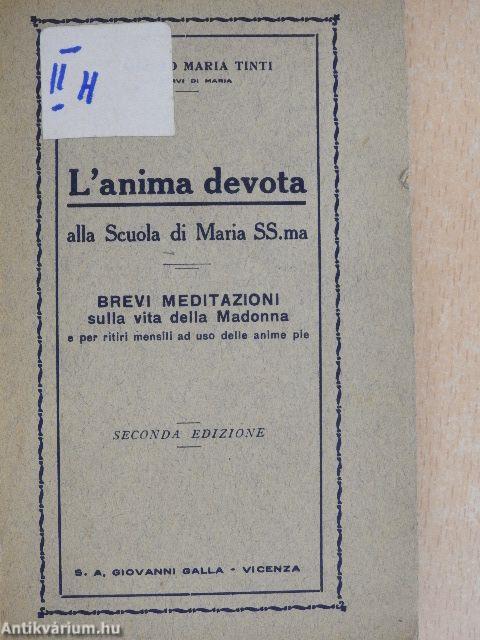 II H
MARIA TINTI
DI MARIA
L'anima devota
alla Scuola di Maria SS.ma
BREVI MEDITAZIONI
sulla vita della Madonna
e per ritiri mensili ad uso delle anime pie
SECONDA EDIZIONE
S. A. GIOVANNI GALLA - VICENZA
Antikvárium.hu